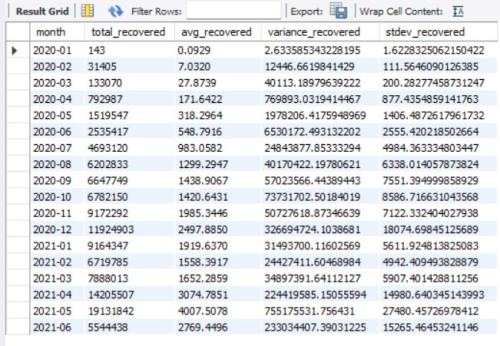 Result Grid Filter Rows: Export: Wrap Cell Content:
month total_recovered avg_recovered variance_recovered stdev_recovered
2020-01 143 0.0929 2.633585343228195 1.6228325062150422
2020-02 31405 7.0320 12446.6619841429 111.5646090126385
2020-03 133070 27.8739 40113.18979639222 200.28277458731247
2020-04 792987 171.6422 769893.0319414467 877.4354859141763
2020-05 1519547 318.2964 1978206.4175948969 1406.4872617961732
2020-06 2535417 548.7916 6530172.493132202 2555.420218502664
2020-07 4693120 983.0582 24843877.85333294 4984.363334803447
2020-08 6202833 1299.2947 40170422.19780621 6338.014057873824
2020-09 6647749 1438.9067 57023566.44389443 7551.394999858929
2020-10 6782150 1420.6431 73731702.50184019 8586.716631043568
2020-11 9172292 1985.3446 50727618.87346639 7122.332404027938
2020-12 11924903 2497.8850 326694724.1038681 18074.69845125689
2021-01 9164347 1919.6370 31493700.11602569 5611.924813825083
2021-02 6719785 1558.3917 24427411.60468984 4942.409493828879
2021-03 7888013 1652.2859 34897391.64112127 5907.401428811256
2021-04 14205507 3074.7851 224419585.15055594 14980.640345143993
2021-05 19131842 4007.5078 755175531.756431 27480.45726978412
2021-06 5544438 2769.4496 233034407.39031225 15265.46453241146